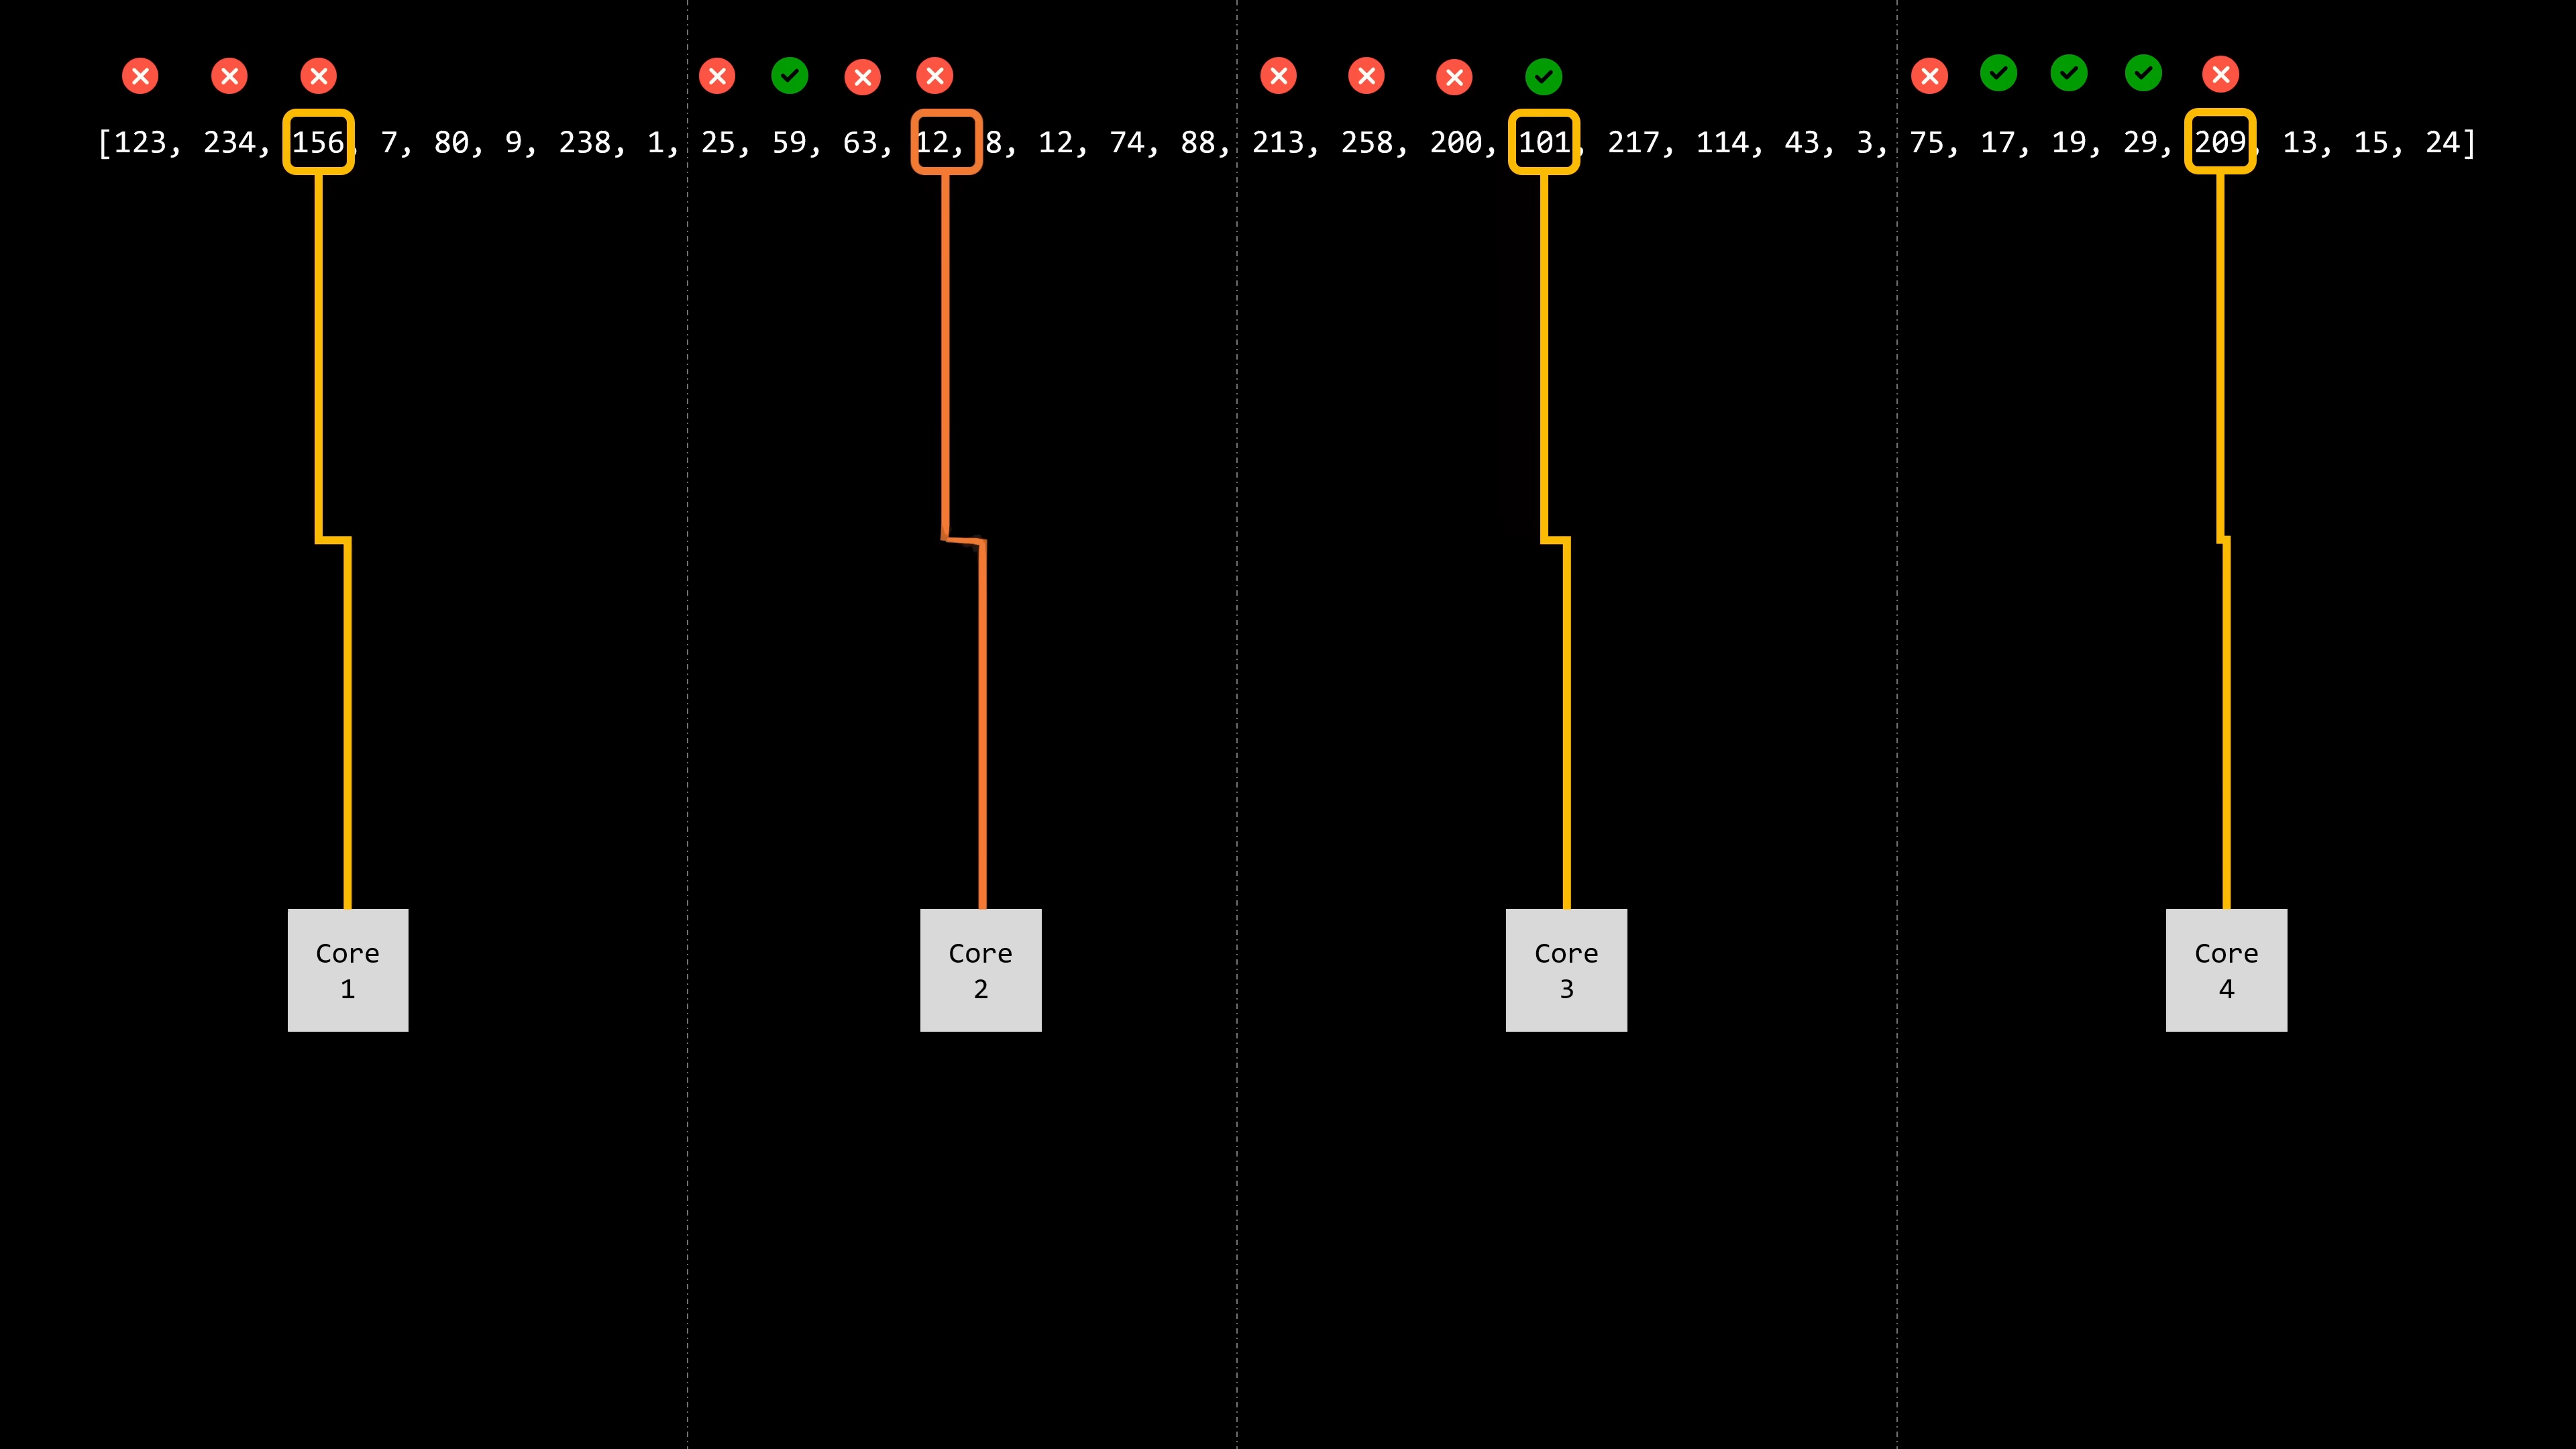 [123, 234, 156, 7, 80, 9, 238, 1, 25, 59, 63, 12, 8, 12, 74, 88, 213, 258, 200, 101, 217, 114, 43, 3, 75, 17, 19, 29, 209, 13, 15, 24]
Core
1
Core
2
Core
3
Core
4